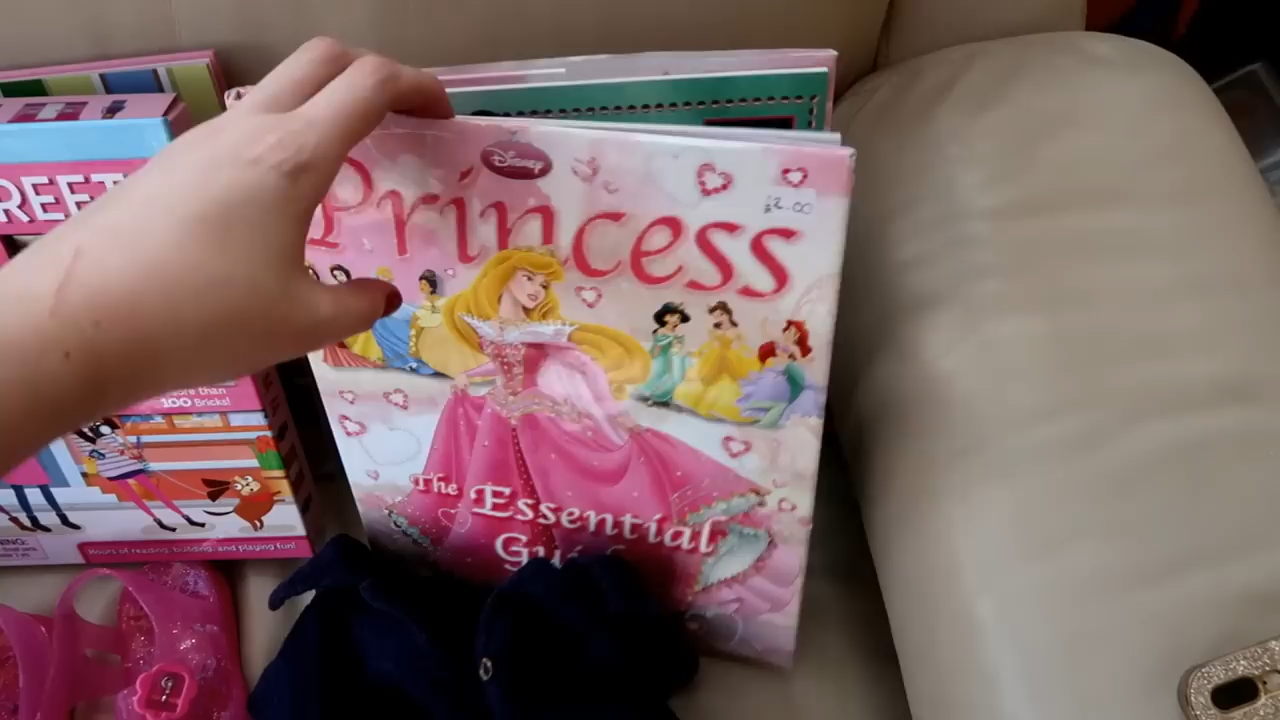 Disney
Princess
£2.00
The Essential
REET
more than
100 Bricks!
Hours of reading, building, and playing fun!